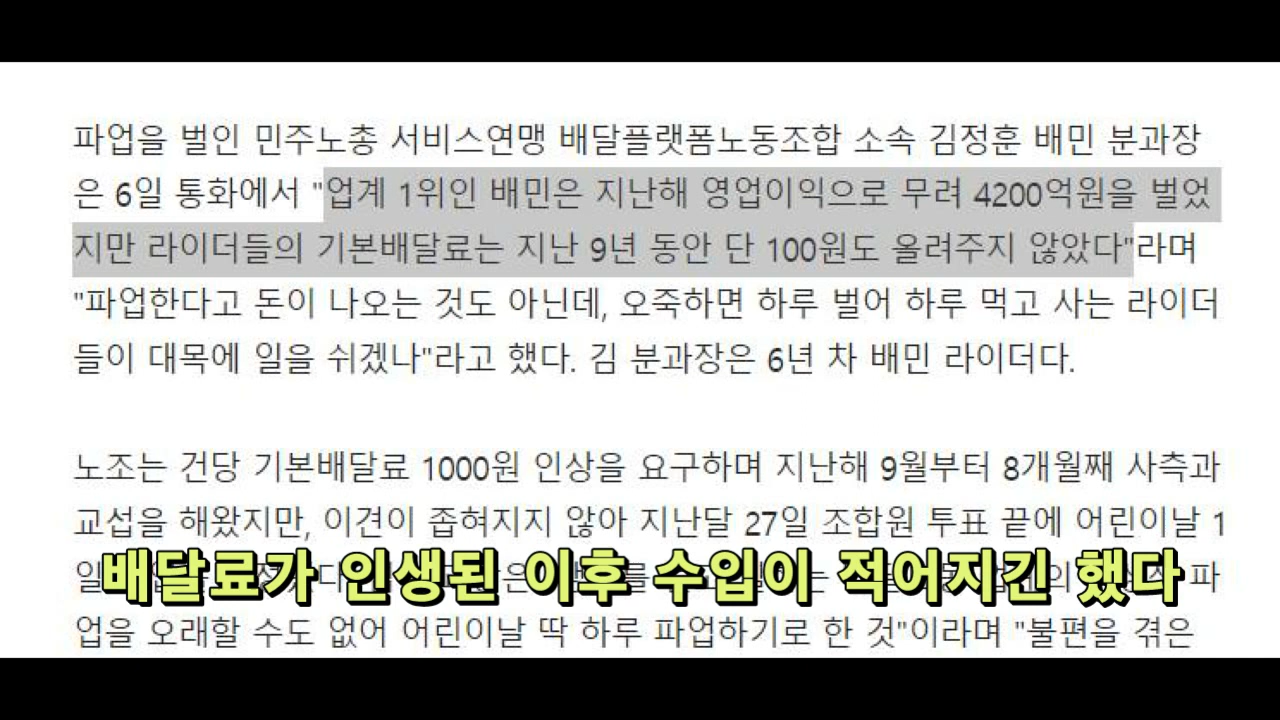 파업을 벌인 민주노총 서비스연맹 배달플랫폼노동조합 소속 김정훈 배민 분과장
은 6일 통화에서 "업계 1위인 배민은 지난해 영업이익으로 무려 4200억원을 벌었
지만 라이더들의 기본배달료는 지난 9년 동안 단 100원도 올려주지 않았다"라며
"파업한다고 돈이 나오는 것도 아닌데, 오죽하면 하루 벌어 하루 먹고 사는 라이더
들이 대목에 일을 쉬겠나"라고 했다. 김 분과장은 6년 차 배민 라이더다.
노조는 건당 기본배달료 1000원 인상을 요구하며 지난해 9월부터 8개월째 사측과
교섭을 해왔지만, 이견이 좁혀지지 않아 지난달 27일 조합원 투표 끝에 어린이날 1
배달료가 인생된 이후 수입이 적어지긴 했다
업을 오래할 수도 없어 어린이날 딱 하루 파업하기로 한 것"이라며 "불편을 겪은